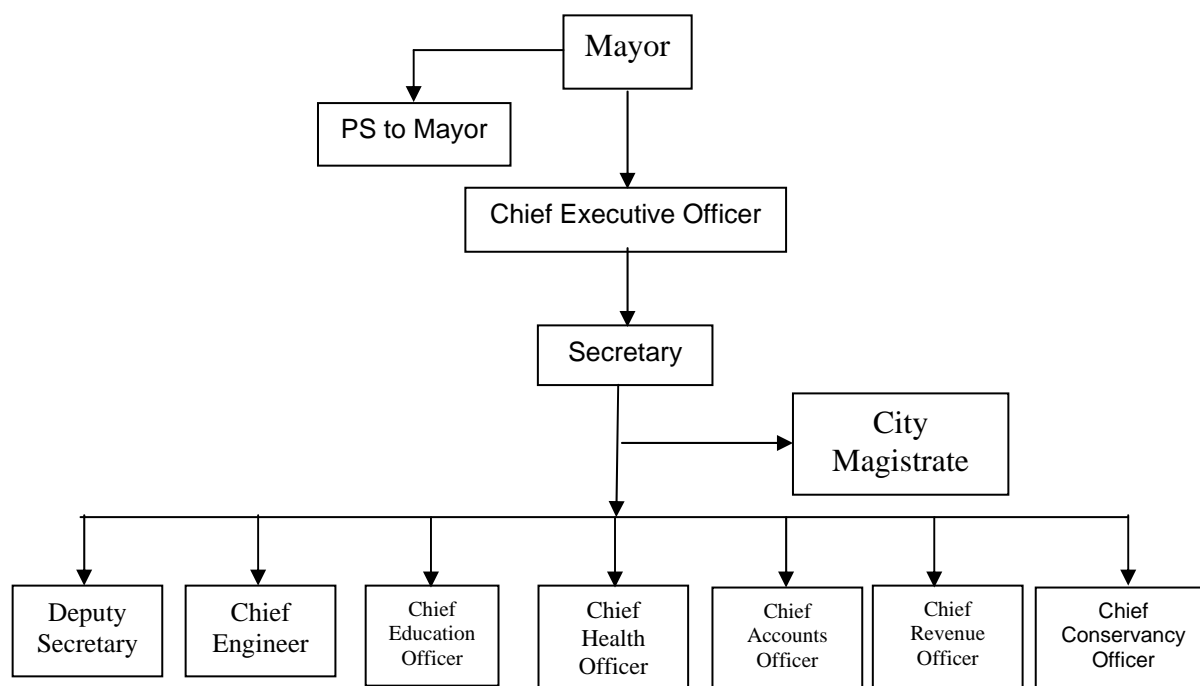 Mayor
PS to Mayor
Chief Executive Officer
Secretary
City
Magistrate
Deputy
Secretary
Chief
Engineer
Chief
Education
Officer
Chief
Health
Officer
Chief
Accounts
Officer
Chief
Revenue
Officer
Chief
Conservancy
Officer